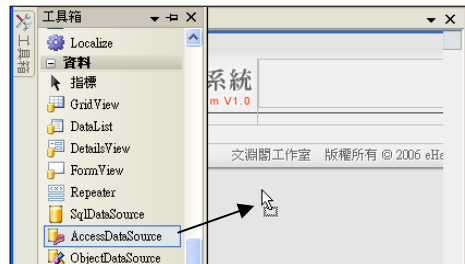 工具箱
工具箱
Localize
資料
指標
GridView
DataList
DetailsView
FormView
Repeater
SqlDataSource
AccessDataSource
ObjectDataSource
系統
m V1.0
文淵閣工作室 版權所有 © 2006 eHa